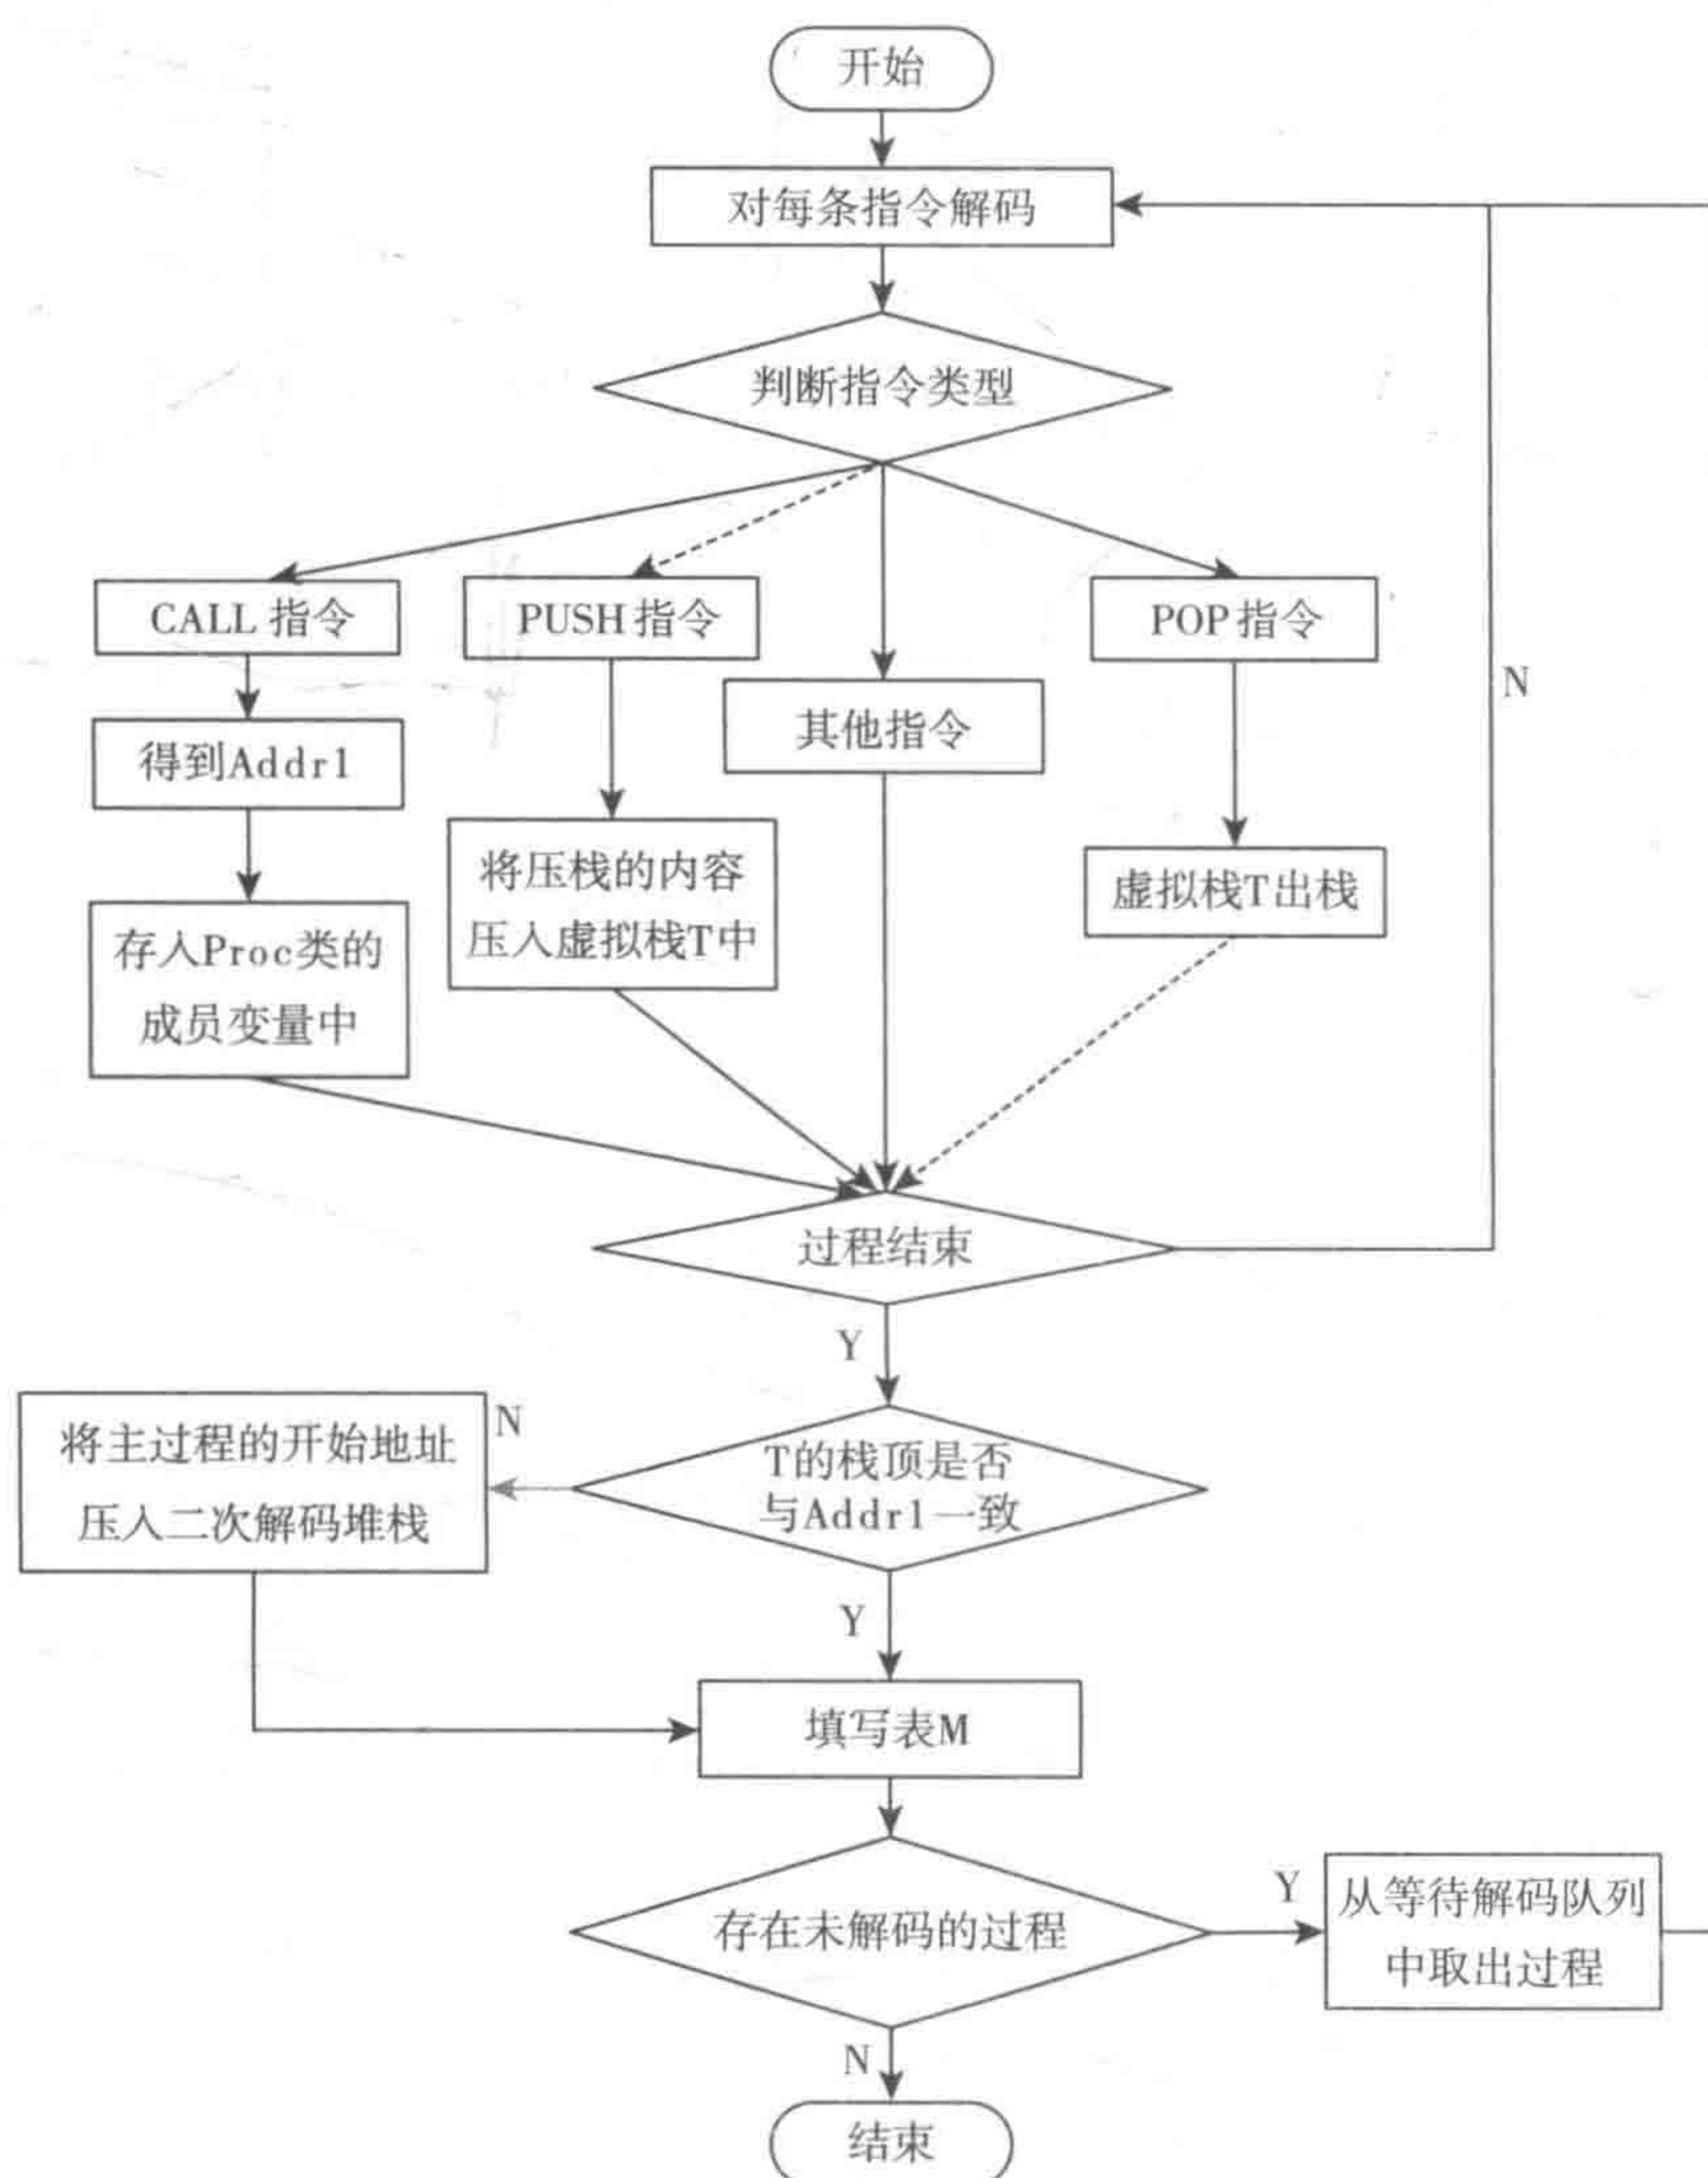 开始
对每条指令解码
判断指令类型
CALL 指令
PUSH 指令
POP 指令
N
其他指令
得到Addr1
将压栈的内容
压入虚拟栈T中
虚拟栈T出栈
存入Proc类的
成员变量中
过程结束
Y
将主过程的开始地址
压入二次解码堆栈
N
T的栈顶是否
与Addr1一致
Y
填写表M
存在未解码的过程
Y
从等待解码队列
中取出过程
N
结束